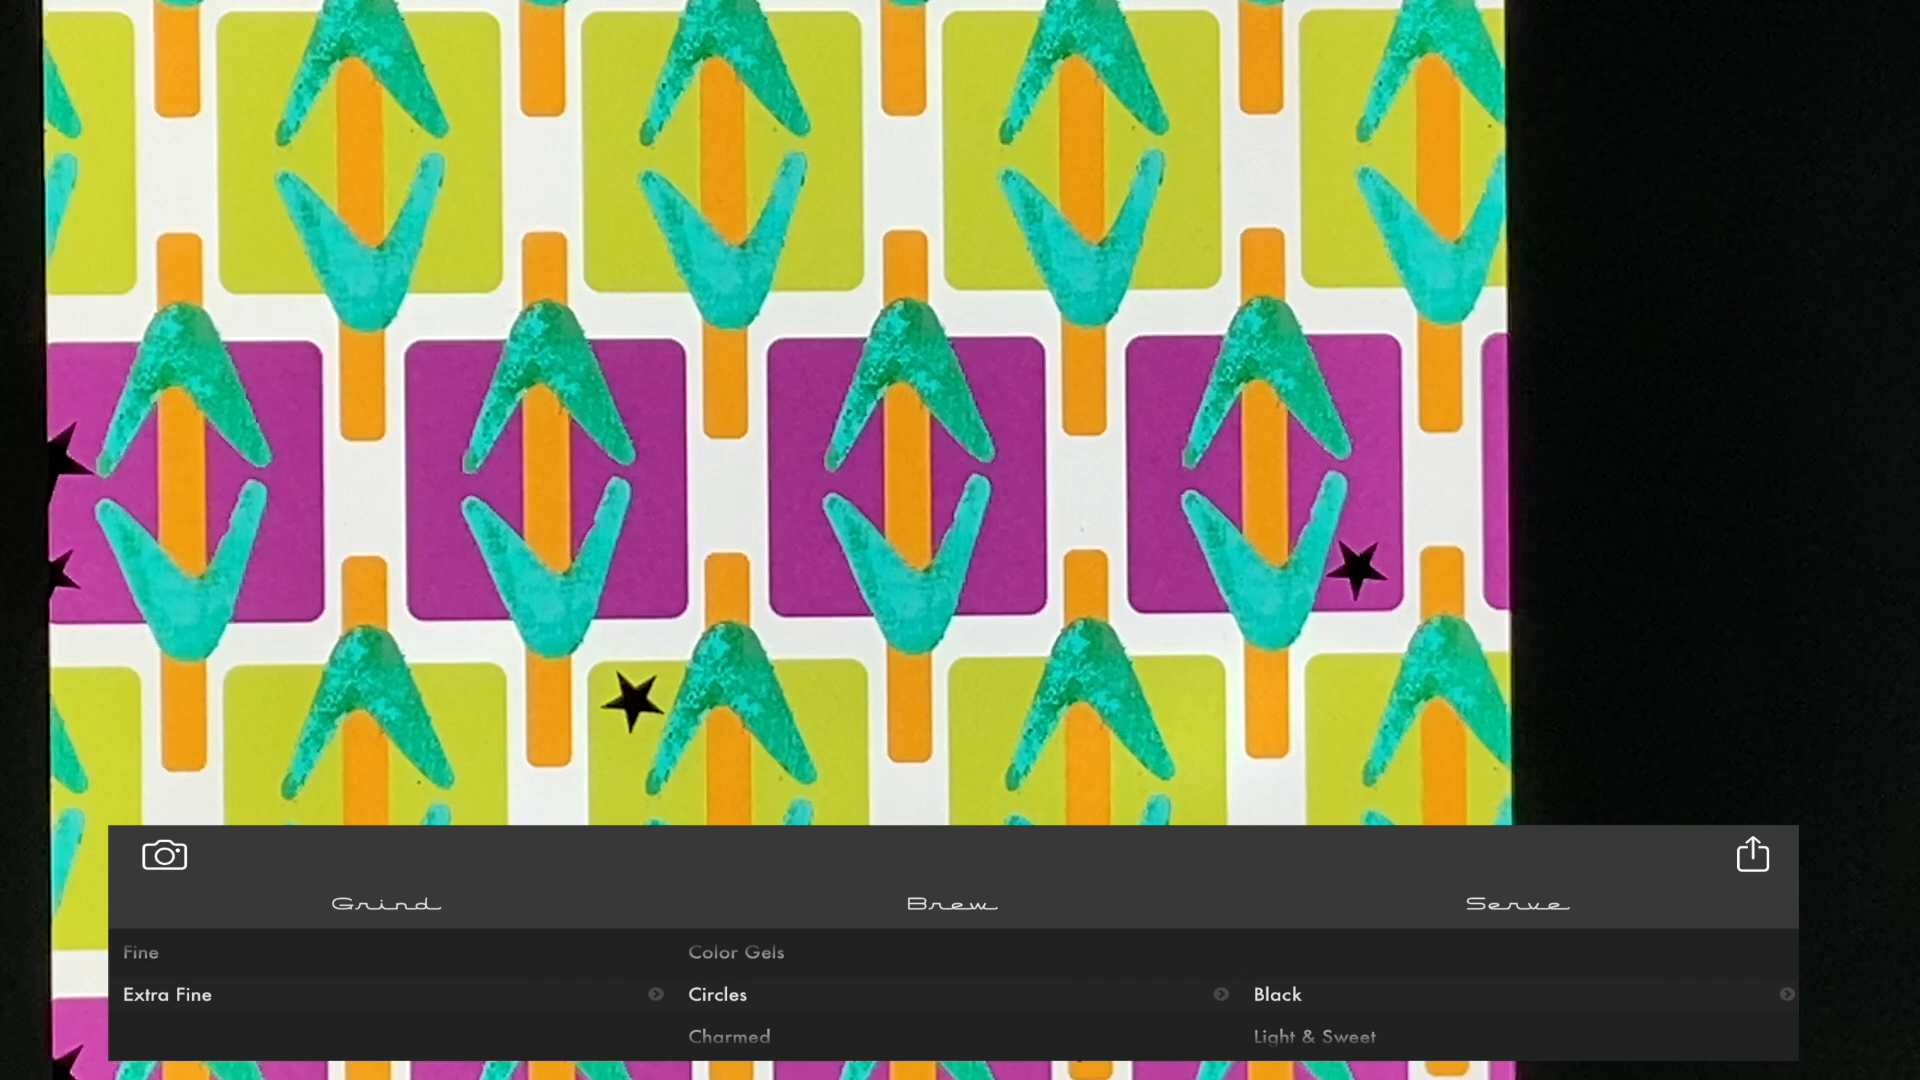 Grind Brew Serve
Fine Color Gels
Extra Fine Circles Black
Charmed Light & Sweet